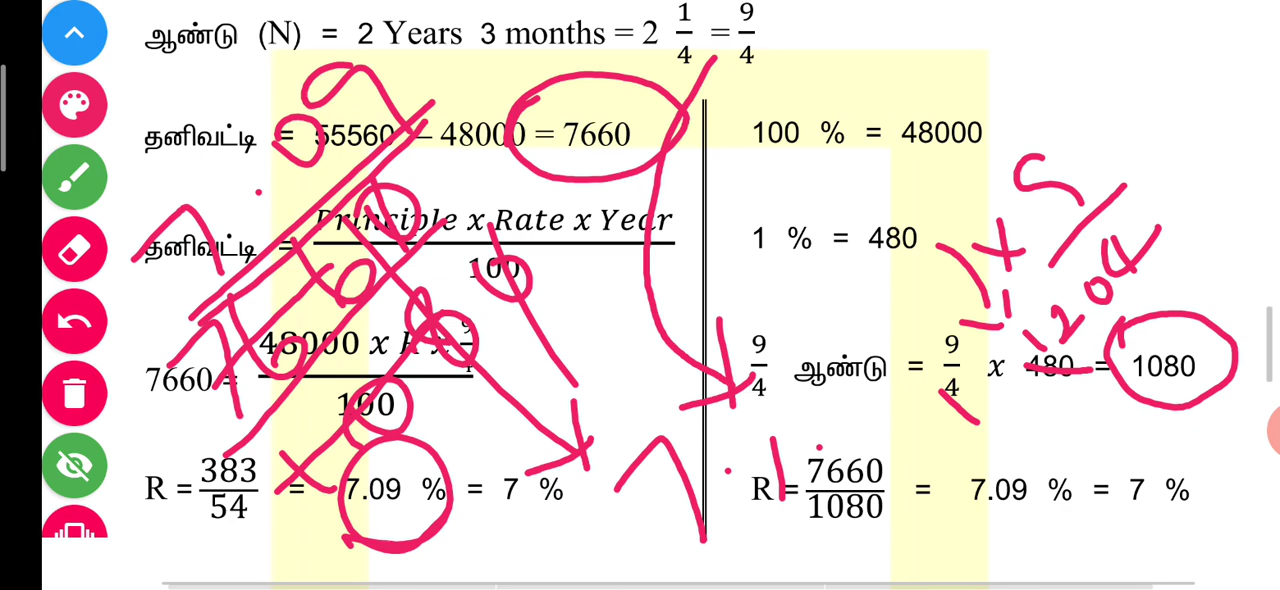 ஆண்டு (N) = 2 Years 3 months = 2 1/4 = 9/4
தனிவட்டி = 55560 – 48000 = 7660
தனிவட்டி = Principle x Rate x Year / 100
7660 = 48000 x R x 9/4 / 100
R = 383/54 = 7.09 % = 7 %
100 % = 48000
1 % = 480
9/4 ஆண்டு = 9/4 x 480 = 1080
R = 7660/1080 = 7.09 % = 7 %